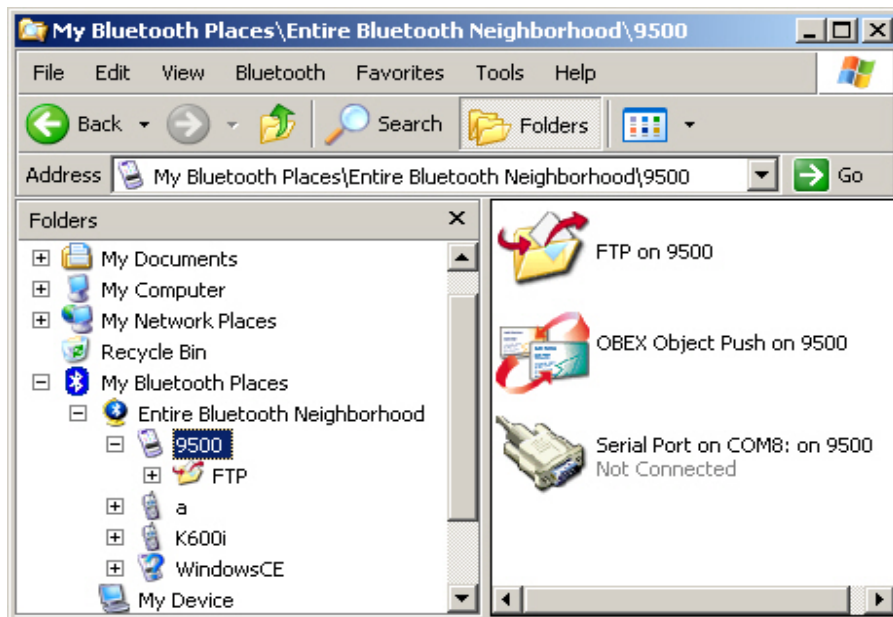 My Bluetooth Places\Entire Bluetooth Neighborhood\9500
File Edit View Bluetooth Favorites Tools Help
Back Search Folders
Address My Bluetooth Places\Entire Bluetooth Neighborhood\9500 Go
Folders
My Documents
My Computer
My Network Places
Recycle Bin
My Bluetooth Places
Entire Bluetooth Neighborhood
9500
FTP
a
K600i
WindowsCE
My Device
FTP on 9500
OBEX Object Push on 9500
Serial Port on COM8: on 9500
Not Connected